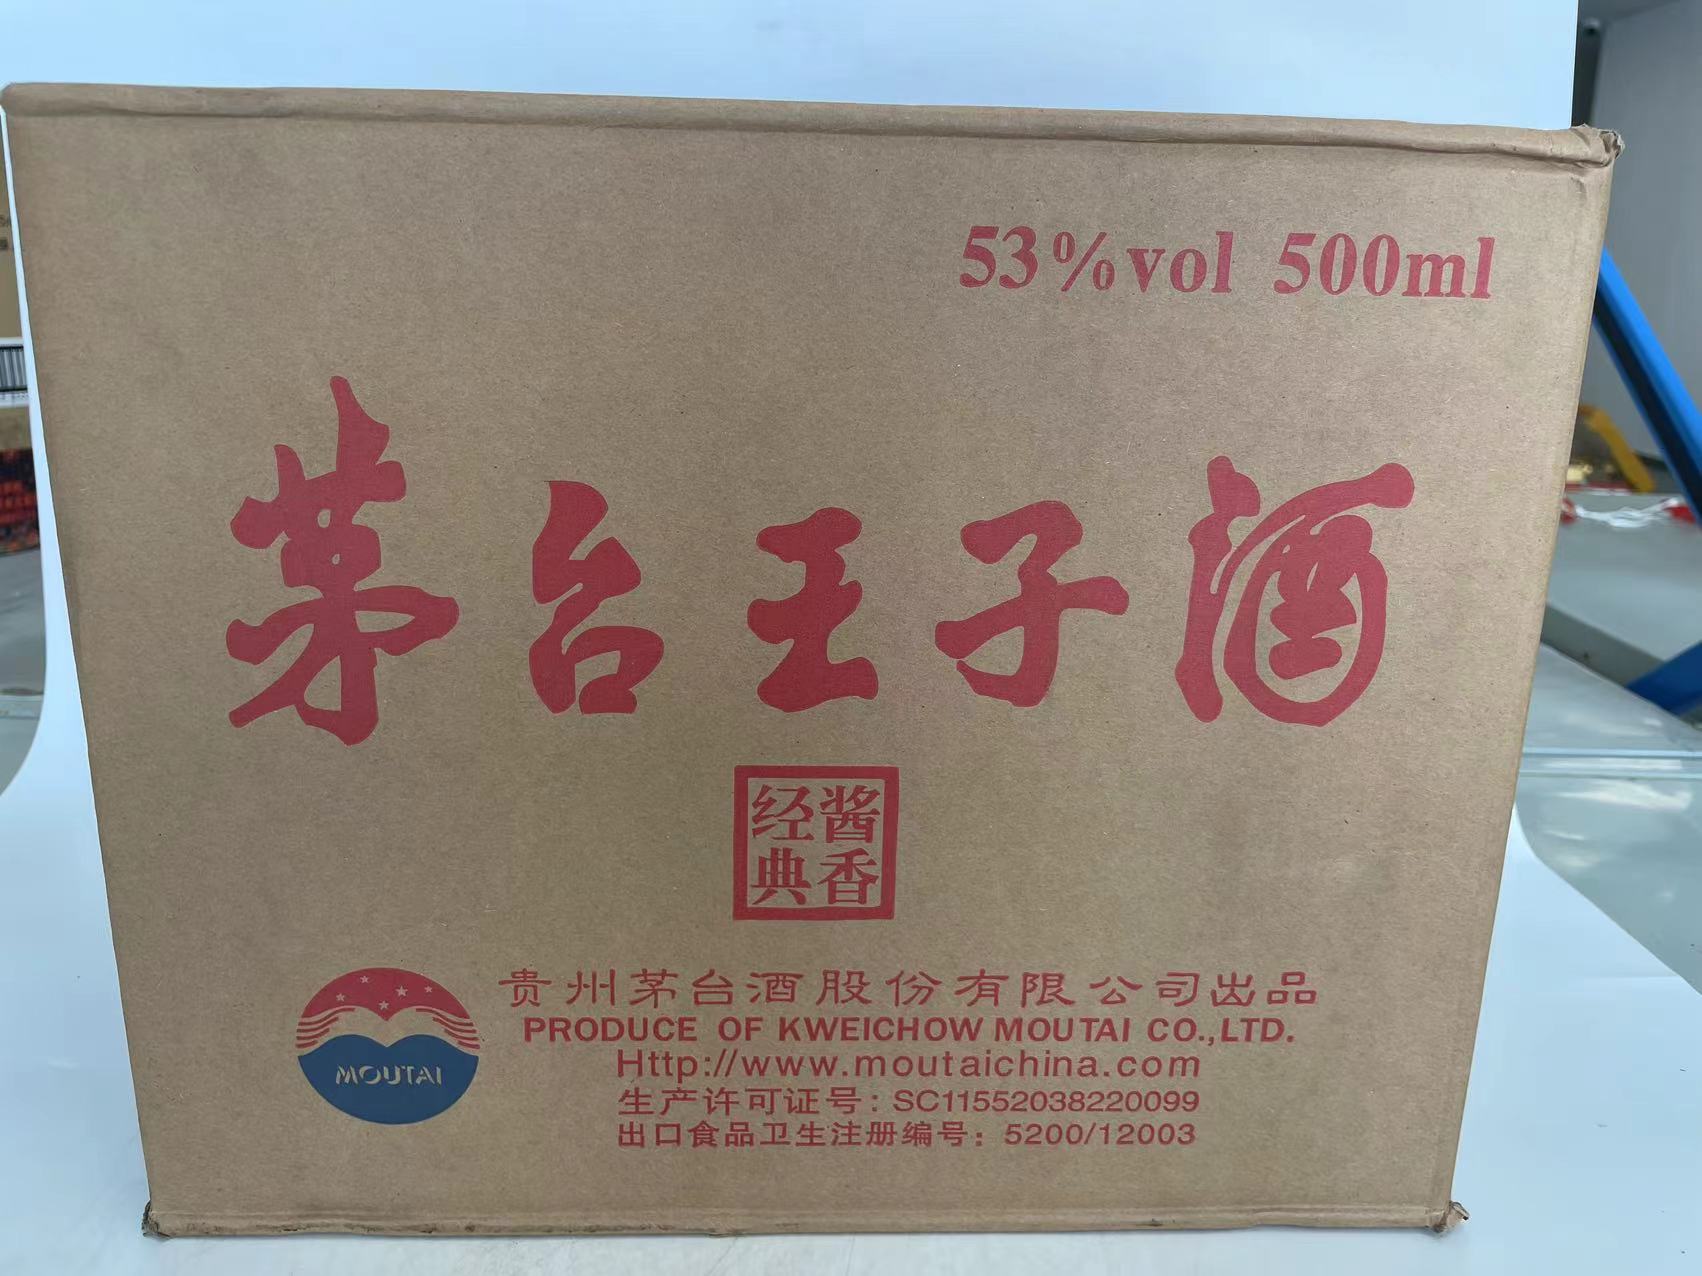 53%vol 500ml
茅台王子酒
酱香
经典
贵州茅台酒股份有限公司出品
PRODUCE OF KWEICHOW MOUTAI CO.,LTD.
Http://www.moutaichina.com
MOUTAI
生产许可证号：SC11552038220099
出口食品卫生注册编号：5200/12003